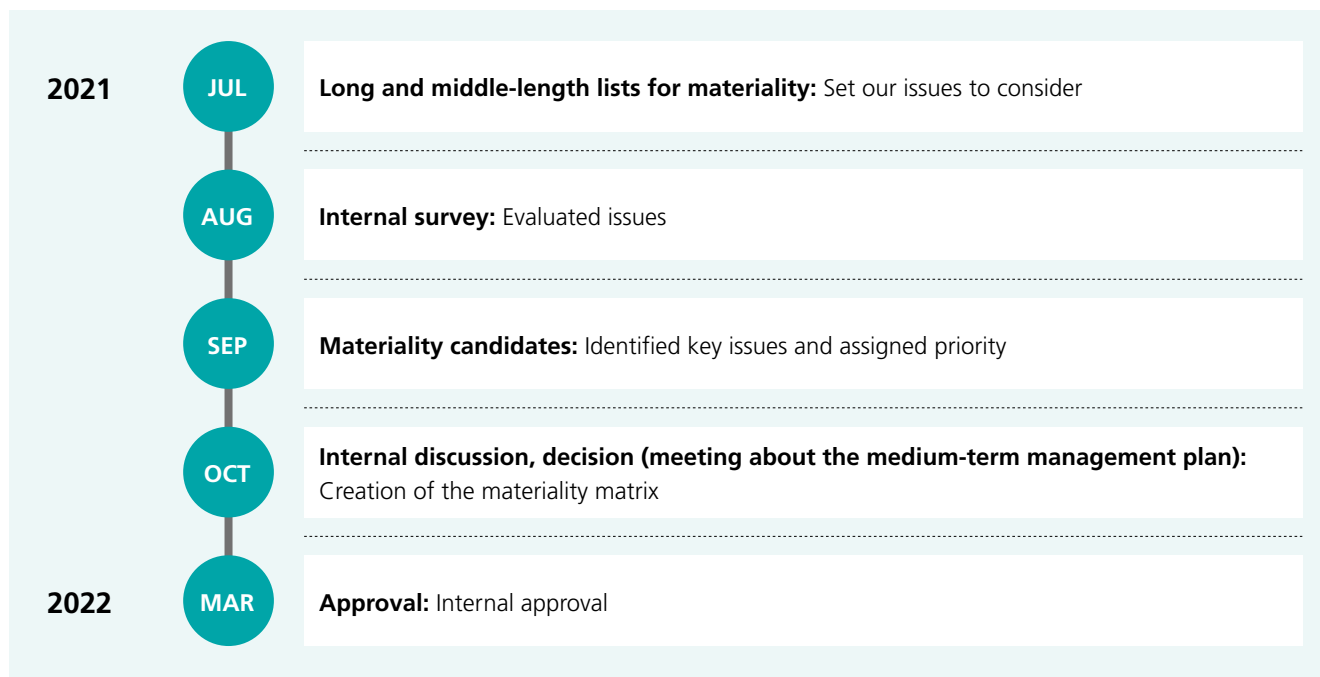 2021
JUL
Long and middle-length lists for materiality: Set our issues to consider
AUG
Internal survey: Evaluated issues
SEP
Materiality candidates: Identified key issues and assigned priority
OCT
Internal discussion, decision (meeting about the medium-term management plan):
Creation of the materiality matrix
2022
MAR
Approval: Internal approval